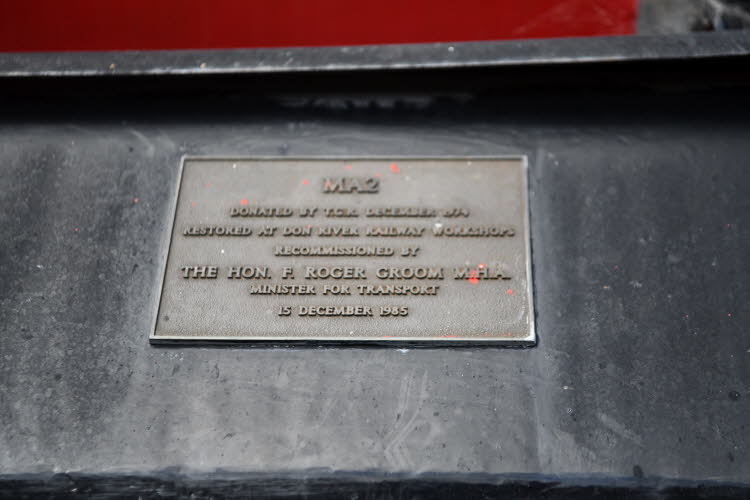 MA2
DONATED BY T.G.R. DECEMBER 1974
RESTORED AT DON RIVER RAILWAY WORKSHOPS
RECOMMISSIONED BY
THE HON. F. ROGER GROOM M.H.A.
MINISTER FOR TRANSPORT
15 DECEMBER 1985